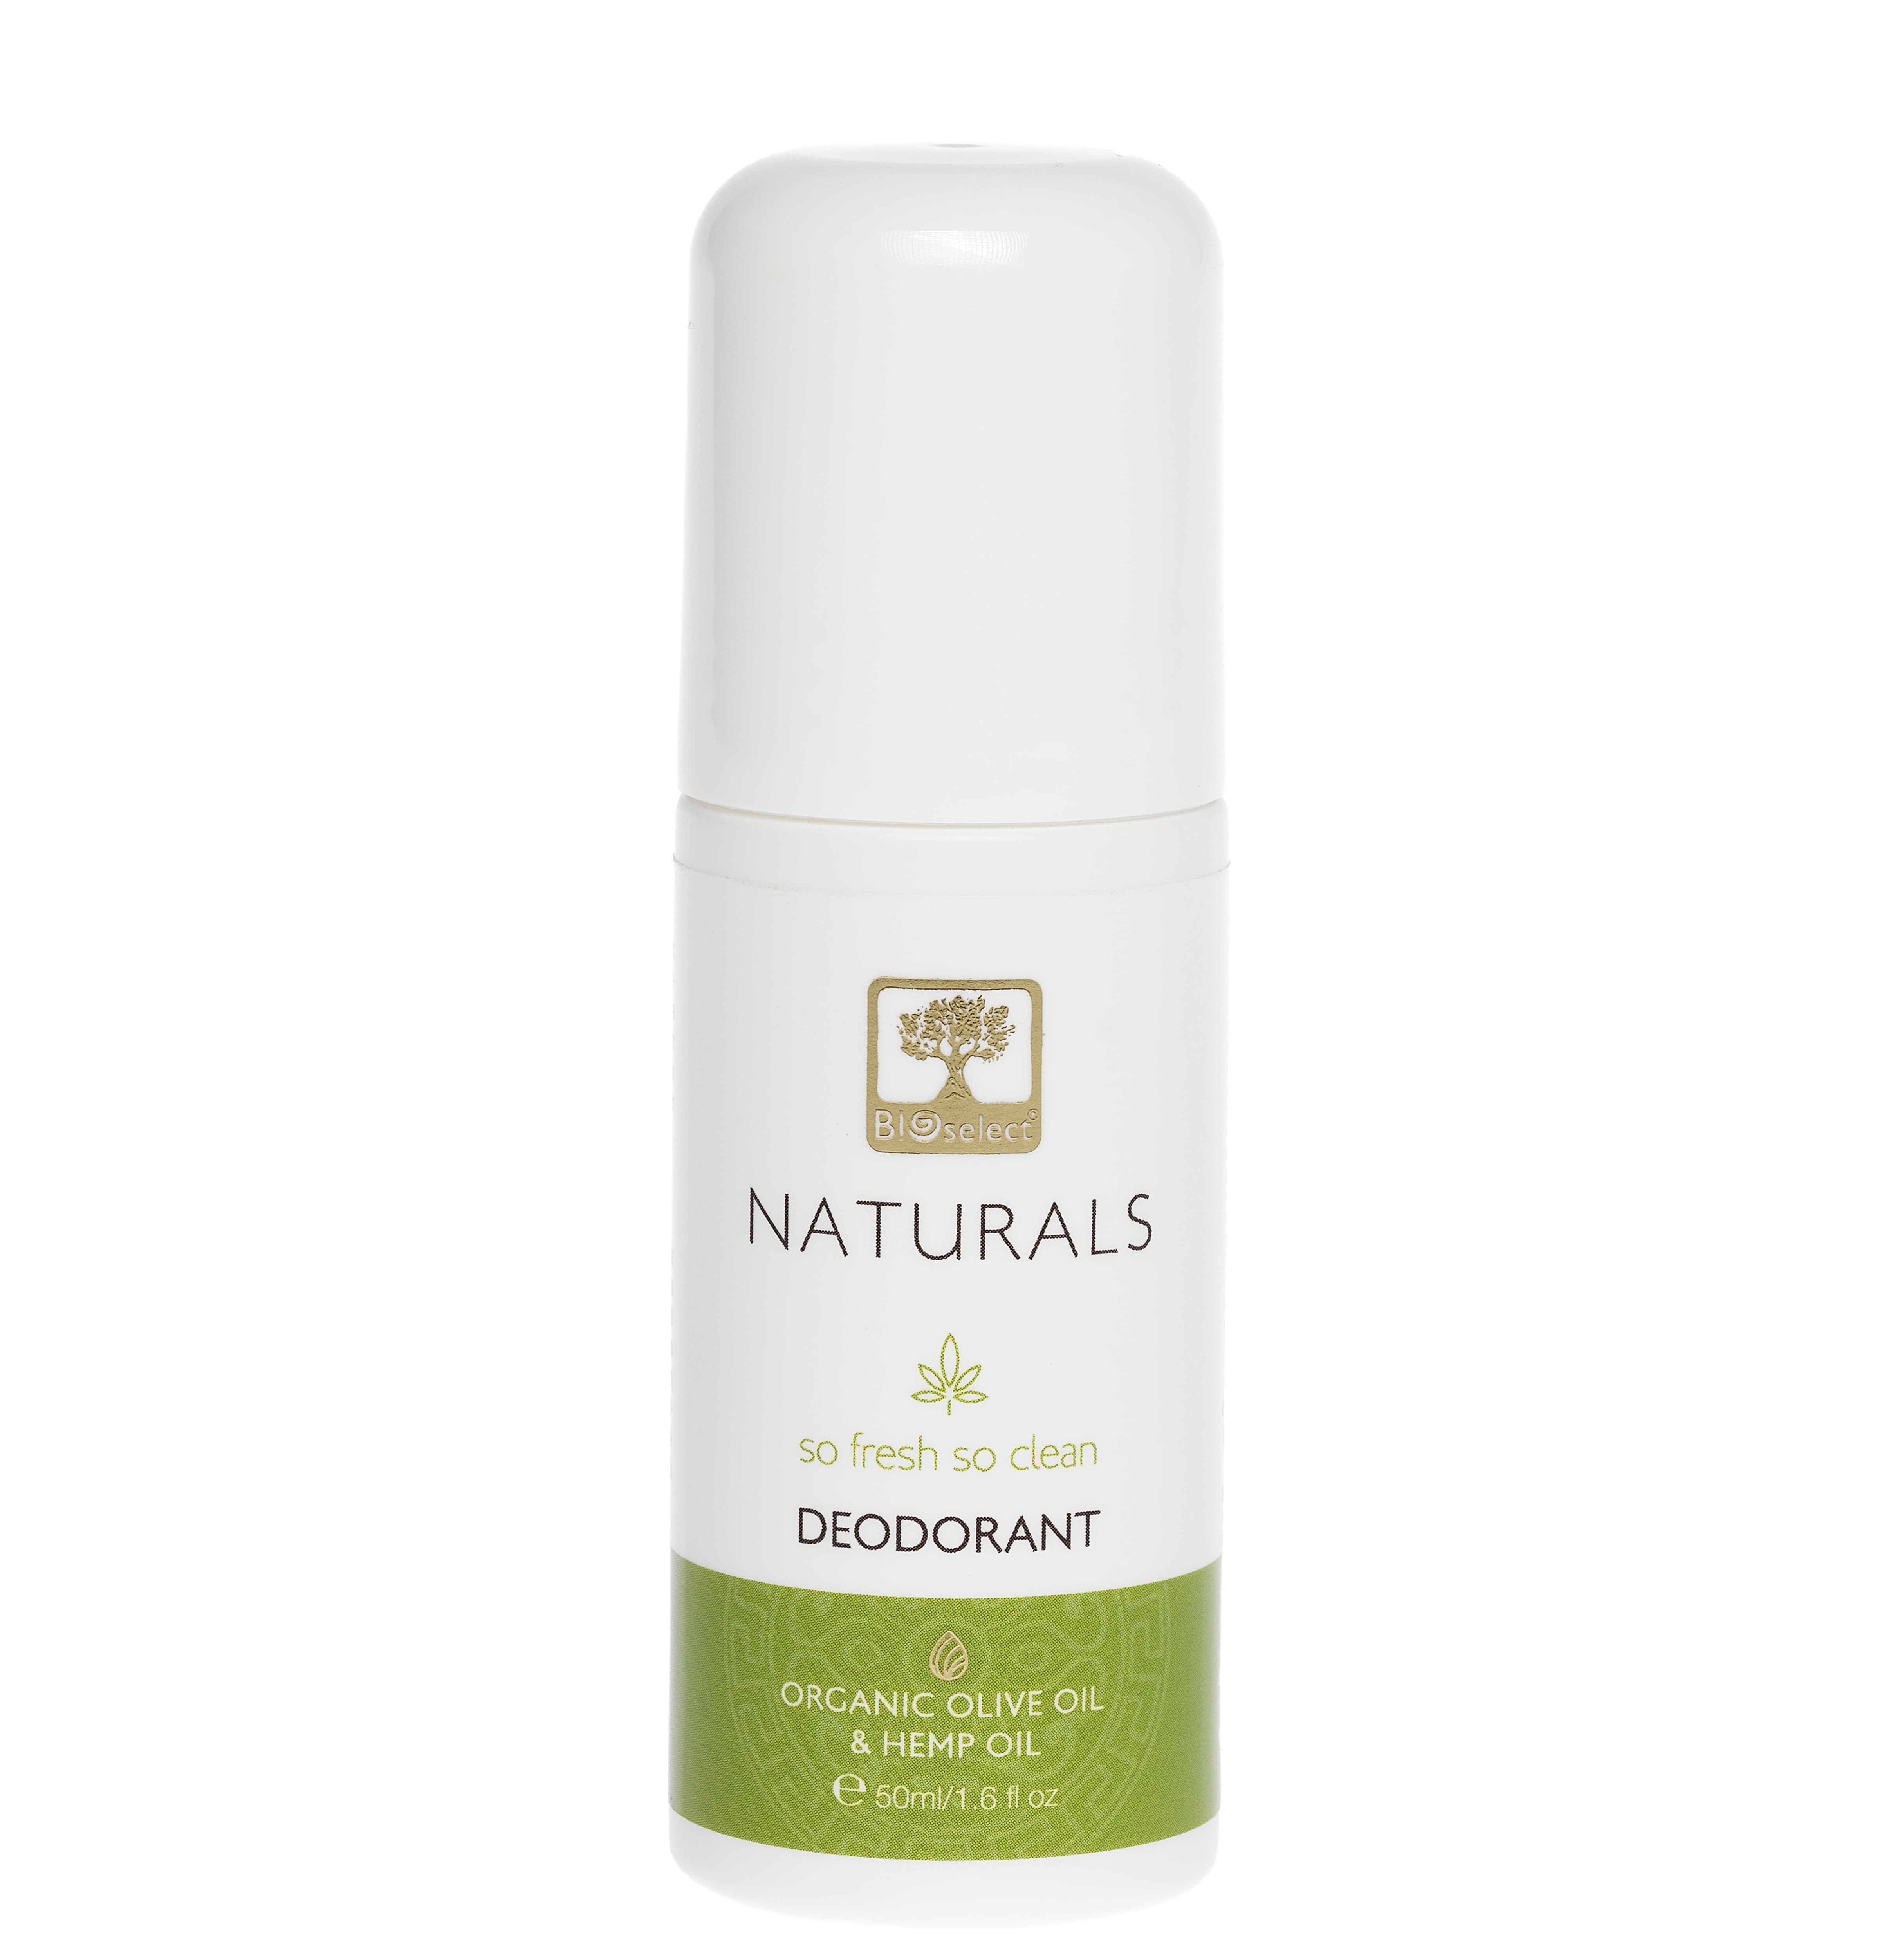 BIOselect®
NATURALS
so fresh so clean
DEODORANT
ORGANIC OLIVE OIL
& HEMP OIL
℮ 50ml/1.6 fl oz